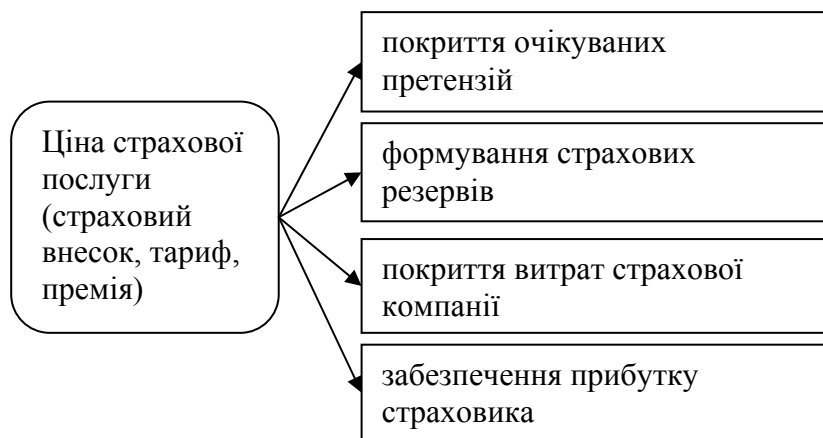 Ціна страхової
послуги
(страховий
внесок, тариф,
премія)
покриття очікуваних
претензій
формування страхових
резервів
покриття витрат страхової
компанії
забезпечення прибутку
страховика